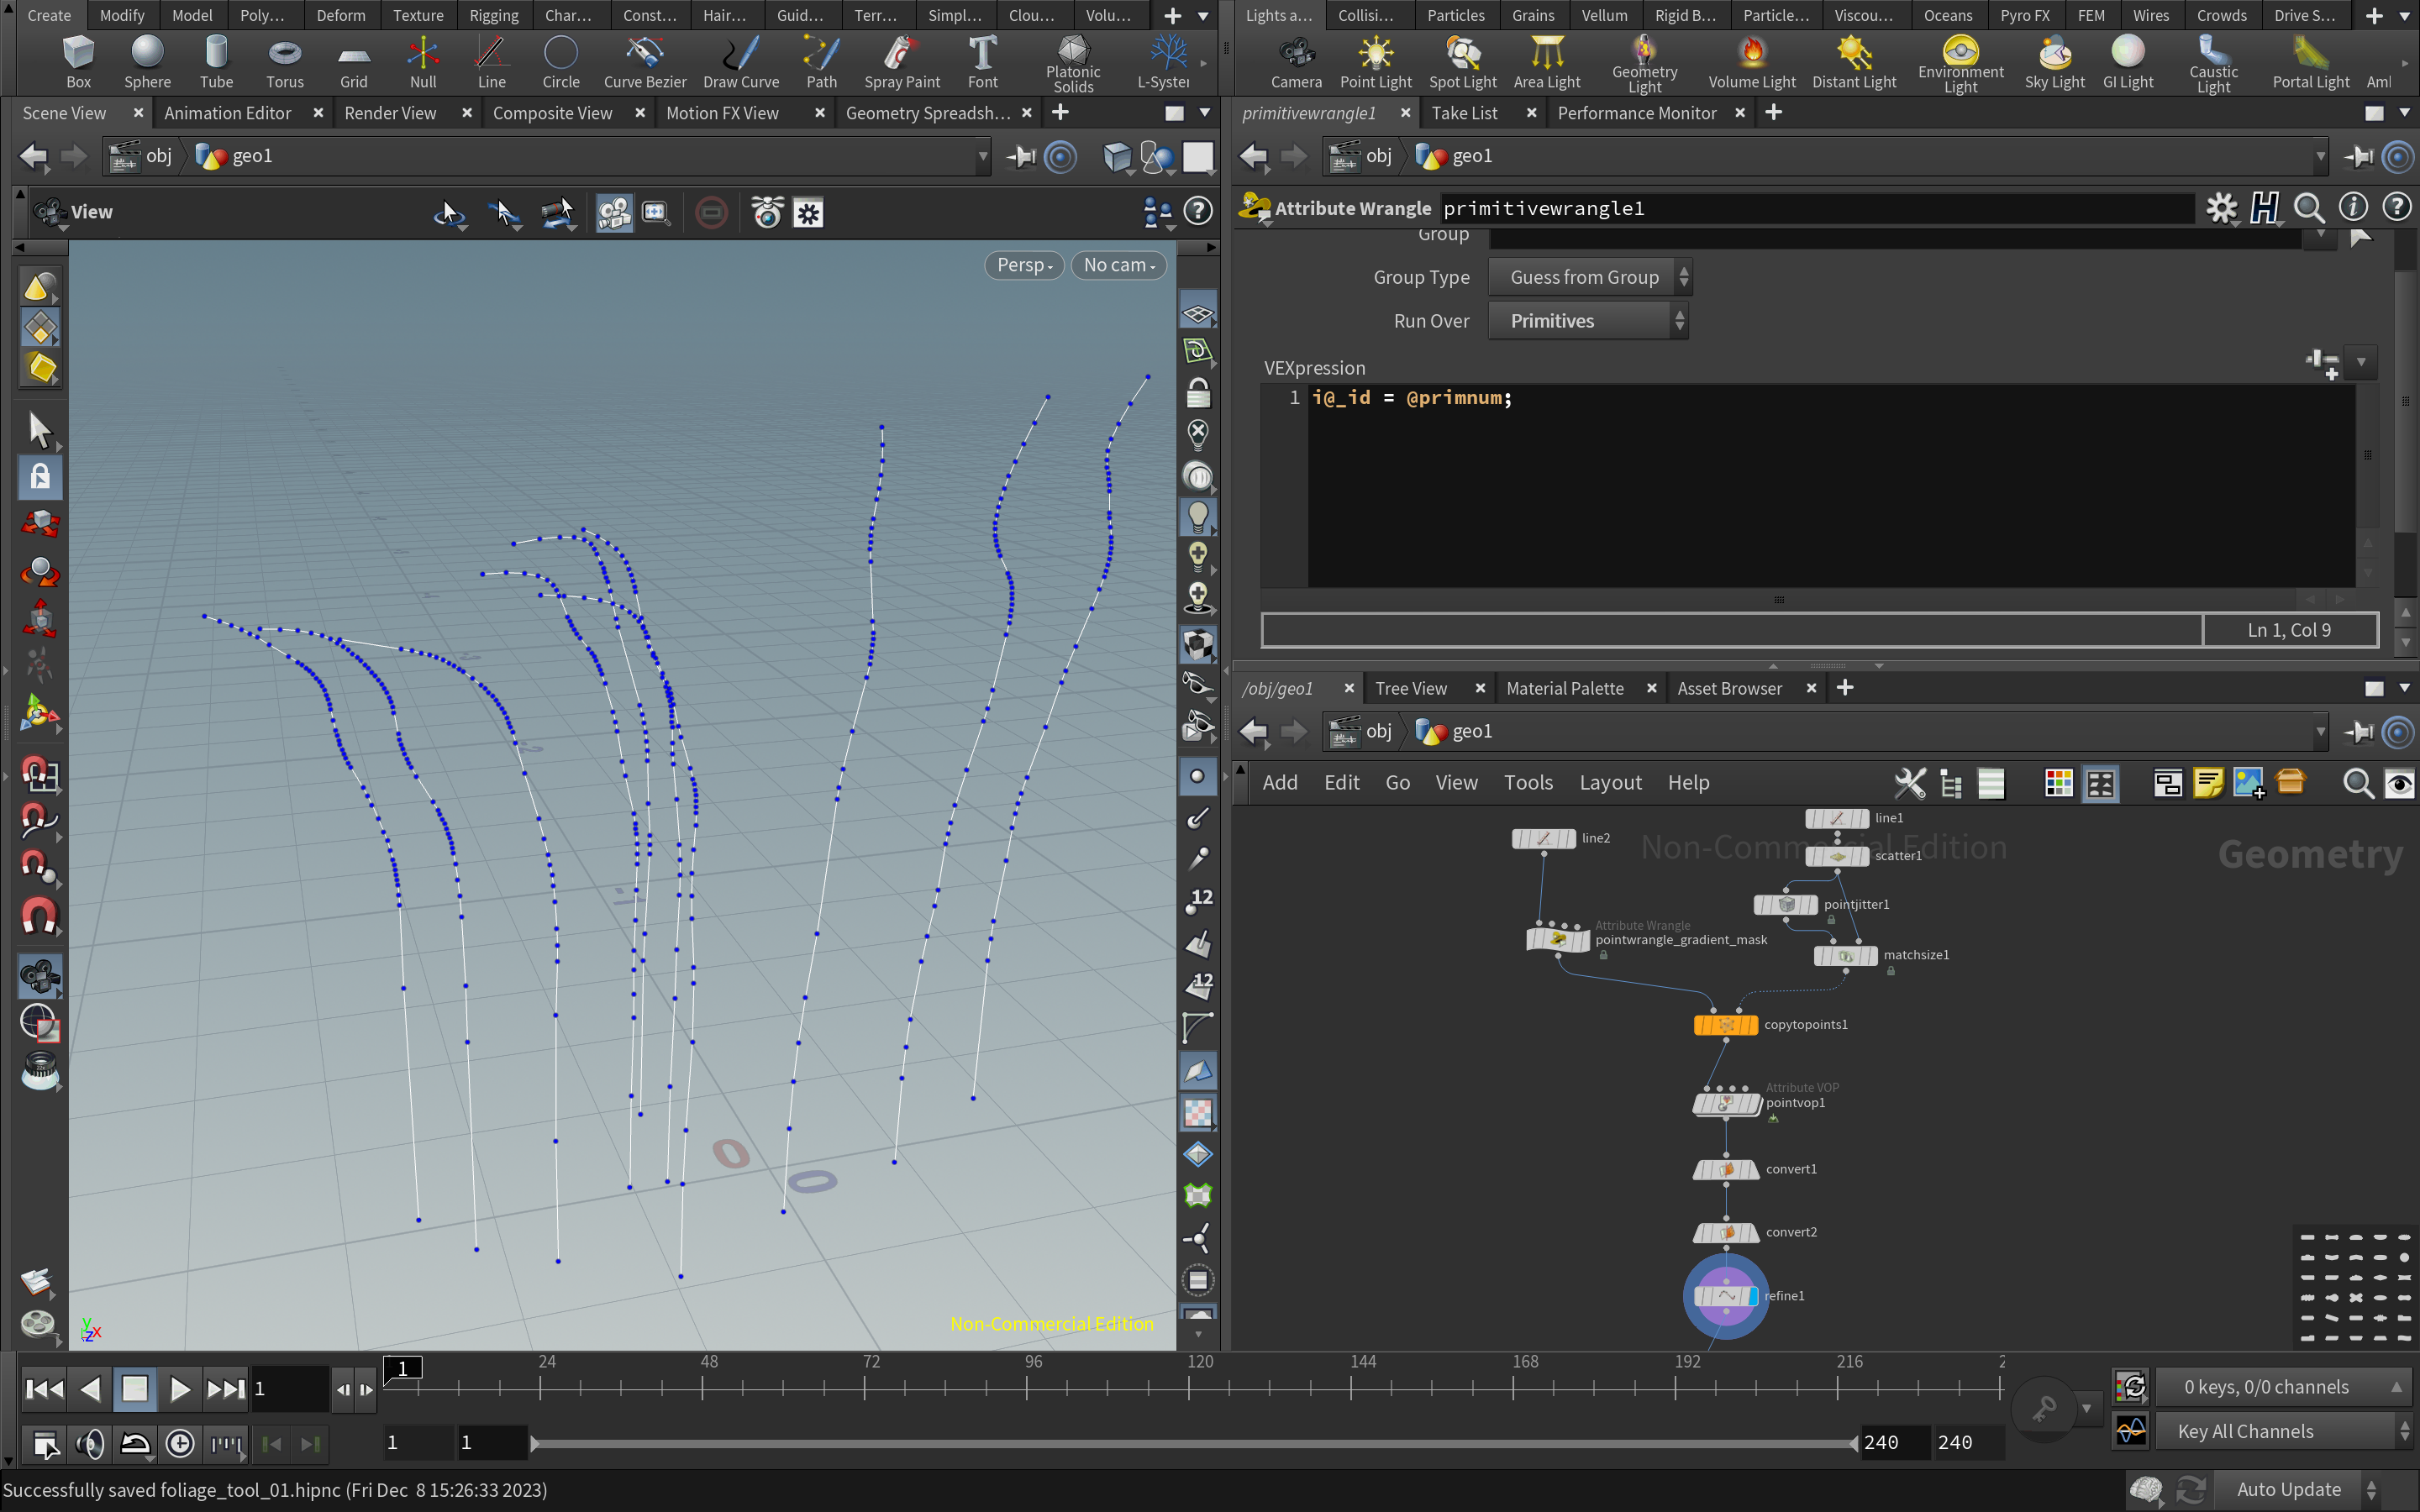 Create Modify Model Poly... Deform Texture Rigging Char... Const... Hair... Guid... Terr... Simpl... Clou... Volu...
Box Sphere Tube Torus Grid Null Line Circle Curve Bezier Draw Curve Path Spray Paint Font Platonic Solids L-Syster
Lights a... Collisi... Particles Grains Vellum Rigid B... Particle... Viscou... Oceans Pyro FX FEM Wires Crowds Drive S...
Camera Point Light Spot Light Area Light Geometry Light Volume Light Distant Light Environment Light Sky Light GI Light Caustic Light Portal Light
Scene View Animation Editor Render View Composite View Motion FX View Geometry Spreadsh...
obj geo1
View
Persp No cam
12
12
0
0
Non-Commercial Edition
y
z x
primitivewrangle1 Take List Performance Monitor
obj geo1
Attribute Wrangle primitivewrangle1
Group
Group Type Guess from Group
Run Over Primitives
VEXpression
1 i@_id = @primnum;
Ln 1, Col 9
/obj/geo1 Tree View Material Palette Asset Browser
obj geo1
Add Edit Go View Tools Layout Help
Non-Commercial Edition
Geometry
line1
line2
scatter1
pointjitter1
Attribute Wrangle
pointwrangle_gradient_mask
matchsize1
copytopoints1
Attribute VOP
pointvop1
convert1
convert2
refine1
1 1 24 48 72 96 120 144 168 192 216 2
0 keys, 0/0 channels
1 1 240 240
Key All Channels
Successfully saved foliage_tool_01.hipnc (Fri Dec  8 15:26:33 2023)
Auto Update